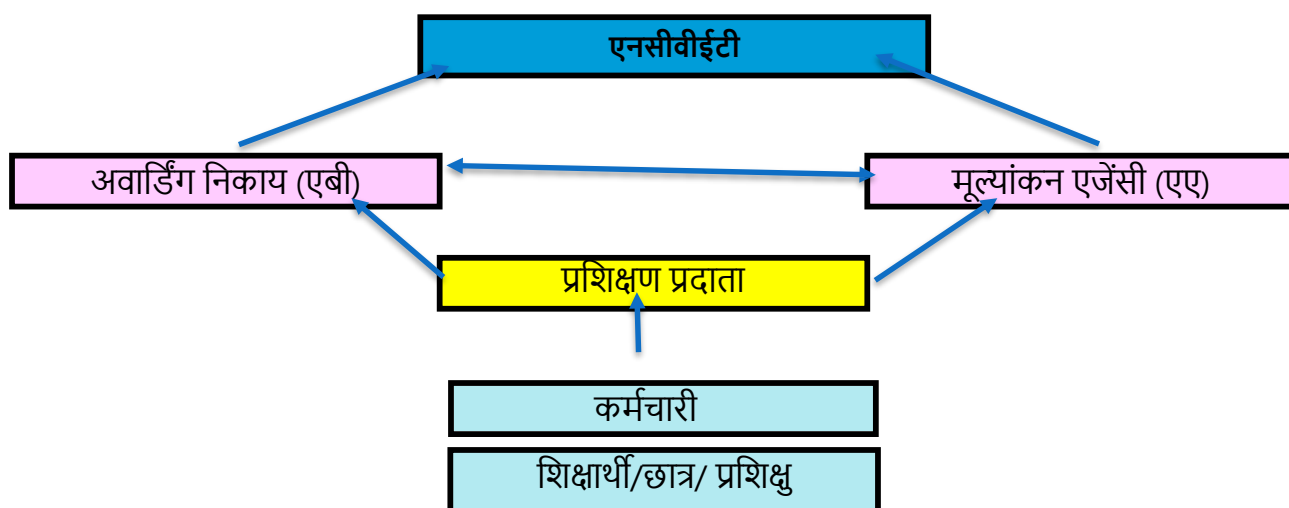 एनसीवीईटी
अवार्डिंग निकाय (एबी)
मूल्यांकन एजेंसी (एए)
प्रशिक्षण प्रदाता
कर्मचारी
शिक्षार्थी/छात्र/ प्रशिक्षु